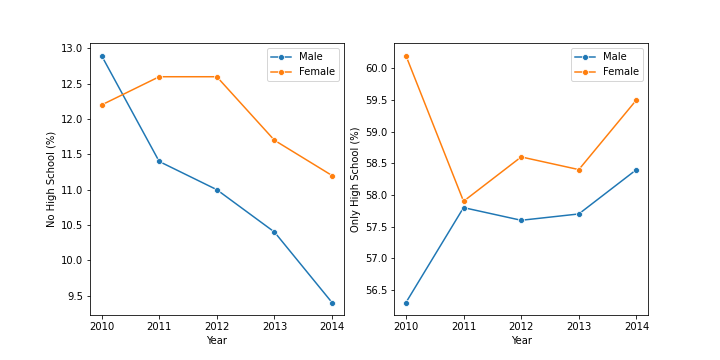 13.0
12.5
12.0
11.5
11.0
10.5
10.0
9.5
No High School (%)
2010 2011 2012 2013 2014
Year
Male
Female
60.0
59.5
59.0
58.5
58.0
57.5
57.0
56.5
Only High School (%)
2010 2011 2012 2013 2014
Year
Male
Female